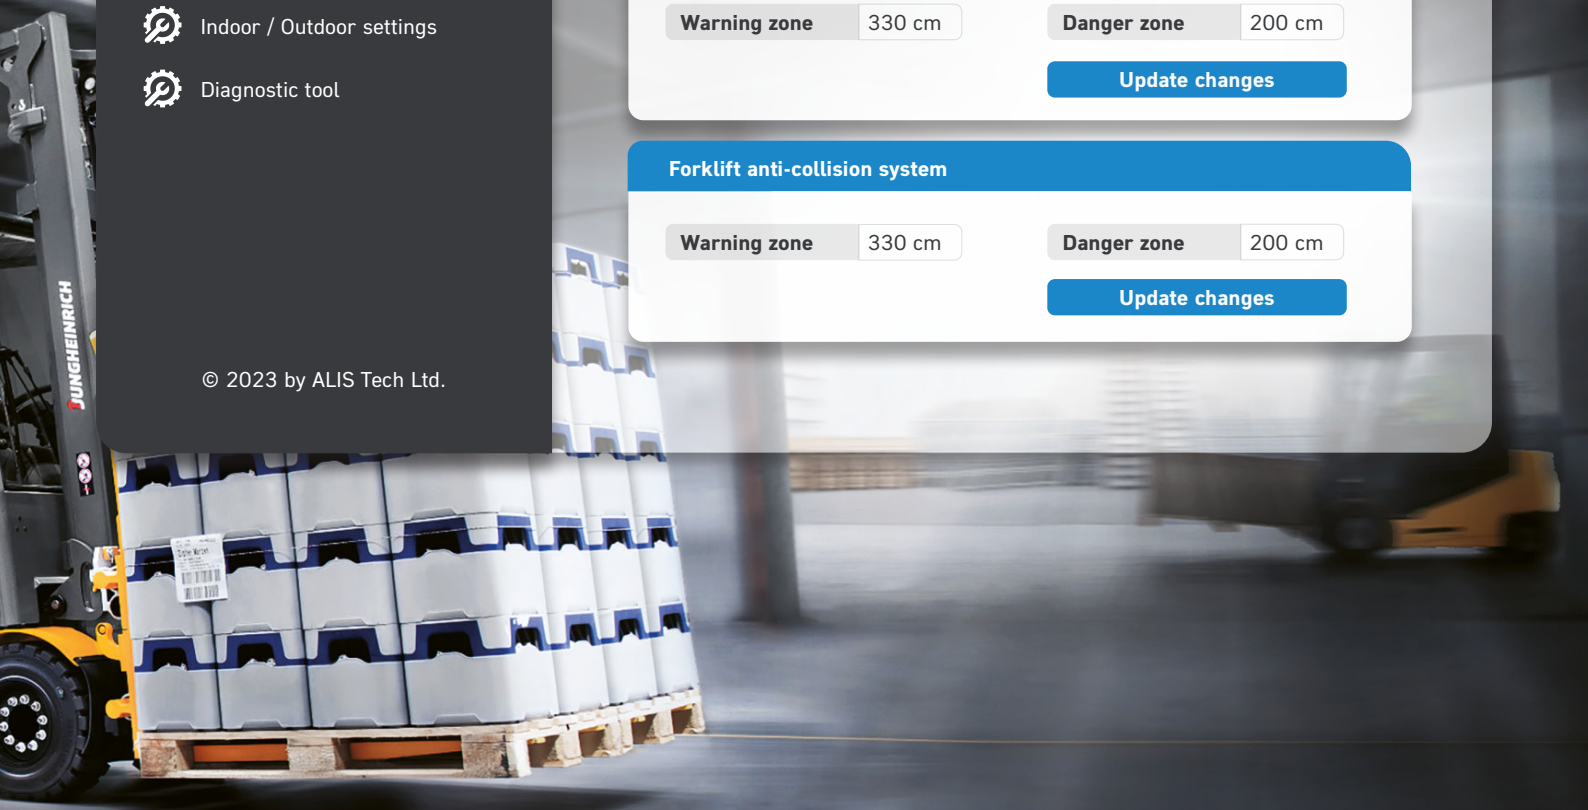 Indoor / Outdoor settings
Diagnostic tool
© 2023 by ALIS Tech Ltd.
Warning zone 330 cm Danger zone 200 cm
Update changes
Forklift anti-collision system
Warning zone 330 cm Danger zone 200 cm
Update changes
JUNGHEINRICH